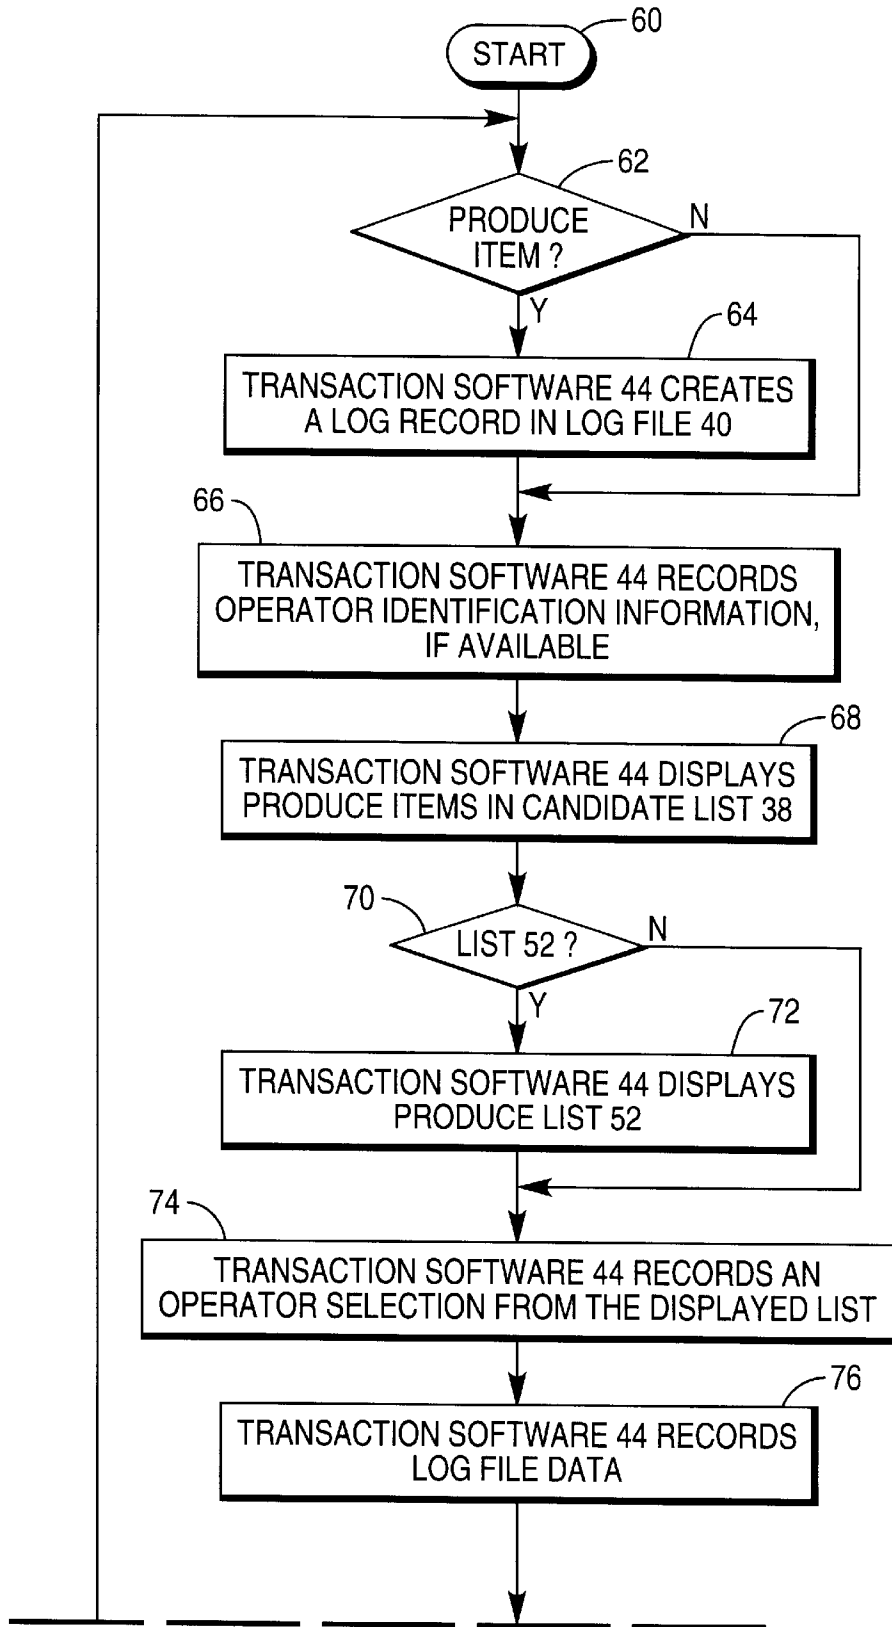 60
START
62
PRODUCE
ITEM ?
N
Y
64
TRANSACTION SOFTWARE 44 CREATES
A LOG RECORD IN LOG FILE 40
66
TRANSACTION SOFTWARE 44 RECORDS
OPERATOR IDENTIFICATION INFORMATION,
IF AVAILABLE
68
TRANSACTION SOFTWARE 44 DISPLAYS
PRODUCE ITEMS IN CANDIDATE LIST 38
70
LIST 52 ?
N
Y
72
TRANSACTION SOFTWARE 44 DISPLAYS
PRODUCE LIST 52
74
TRANSACTION SOFTWARE 44 RECORDS AN
OPERATOR SELECTION FROM THE DISPLAYED LIST
76
TRANSACTION SOFTWARE 44 RECORDS
LOG FILE DATA